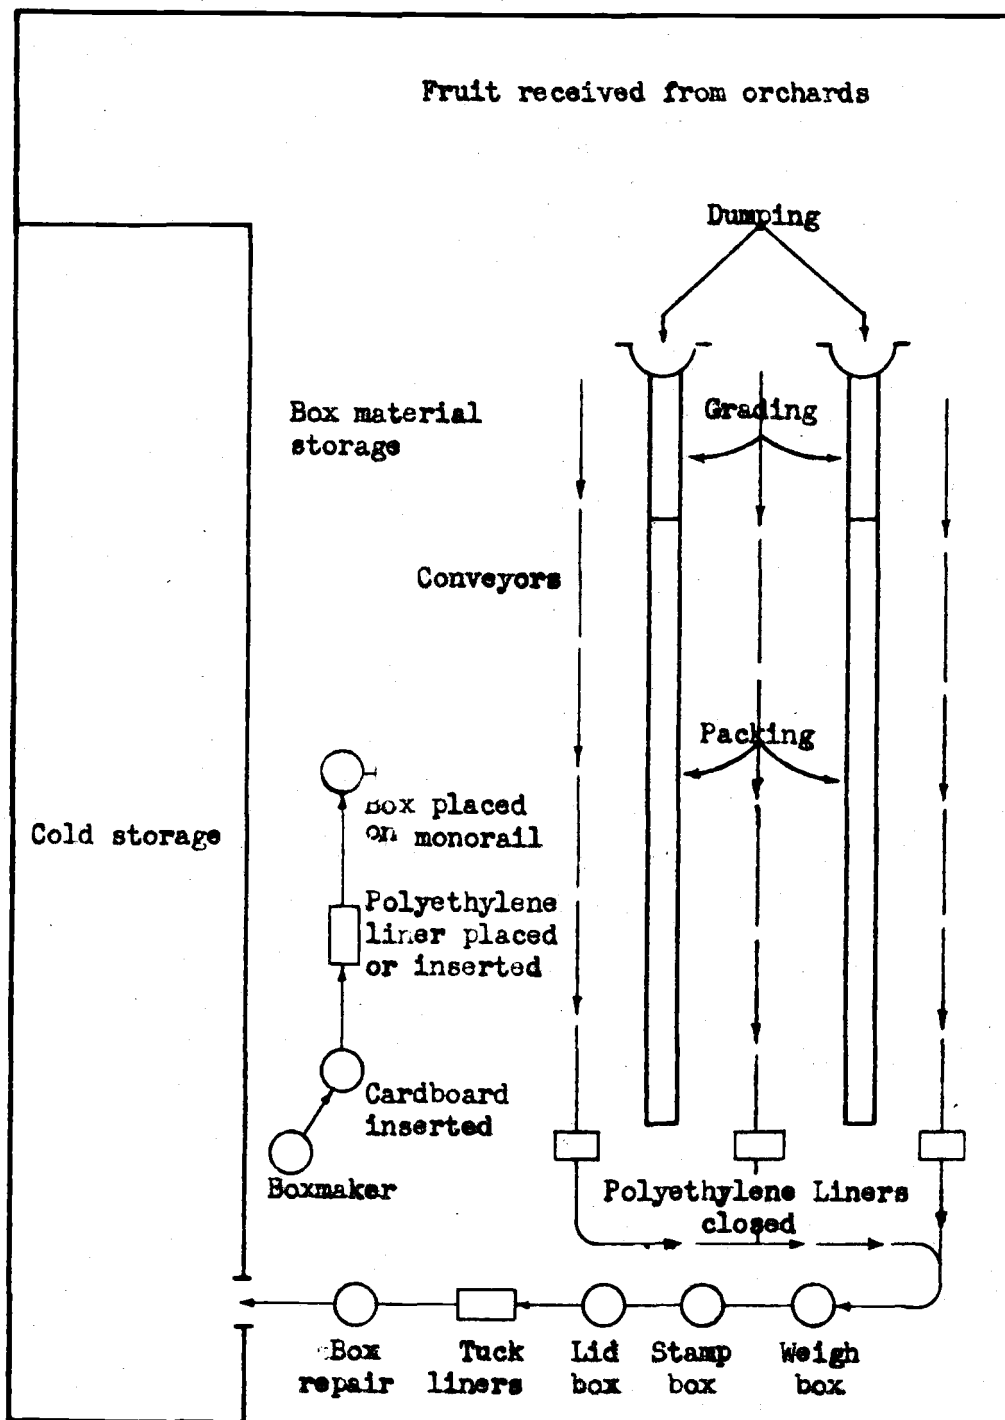 Fruit received from orchards
Dumping
Box material
storage
Grading
Conveyors
Packing
Box placed
on monorail
Cold storage
Polyethylene
liner placed
or inserted
Cardboard
inserted
Boxmaker
Polyethylene Liners
closed
Box
repair
Tuck
liners
Lid
box
Stamp
box
Weigh
box